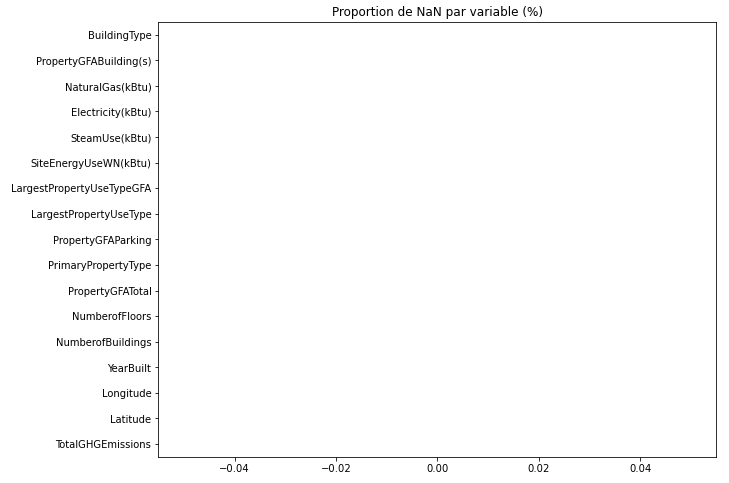 Proportion de NaN par variable (%)
BuildingType
PropertyGFABuilding(s)
NaturalGas(kBtu)
Electricity(kBtu)
SteamUse(kBtu)
SiteEnergyUseWN(kBtu)
LargestPropertyUseTypeGFA
LargestPropertyUseType
PropertyGFAParking
PrimaryPropertyType
PropertyGFATotal
NumberofFloors
NumberofBuildings
YearBuilt
Longitude
Latitude
TotalGHGEmissions
−0.04 −0.02 0.00 0.02 0.04